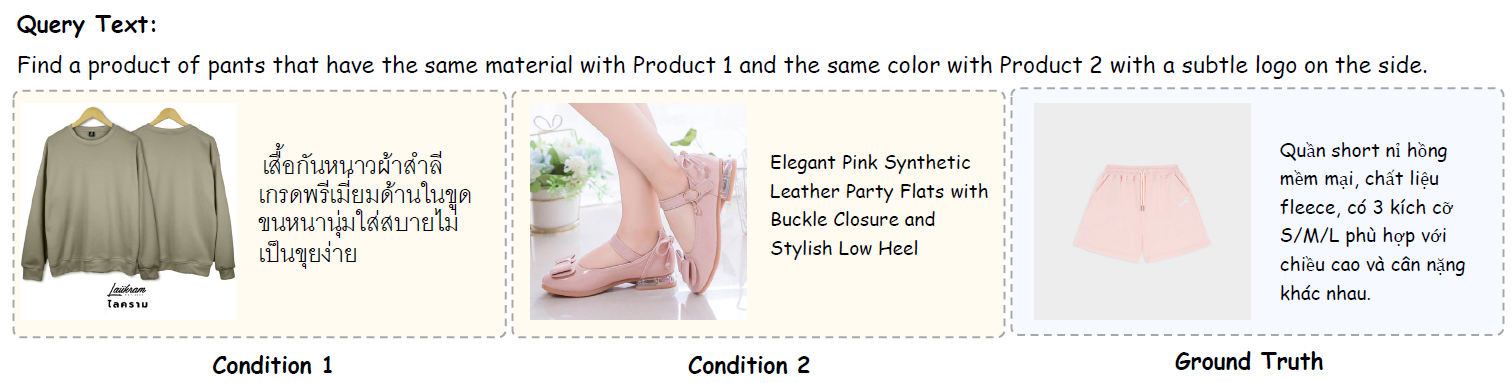 Query Text:
Find a product of pants that have the same material with Product 1 and the same color with Product 2 with a subtle logo on the side.
เสื้อกันหนาวผ้าสำลี
เกรดพรีเมี่ยมด้านในขูด
ขนหนานุ่มใส่สบายไม่
เป็นขุยง่าย
Laikram
ไลคราม
Elegant Pink Synthetic
Leather Party Flats with
Buckle Closure and
Stylish Low Heel
Quần short nỉ hồng
mềm mại, chất liệu
fleece, có 3 kích cỡ
S/M/L phù hợp với
chiều cao và cân nặng
khác nhau.
Condition 1
Condition 2
Ground Truth